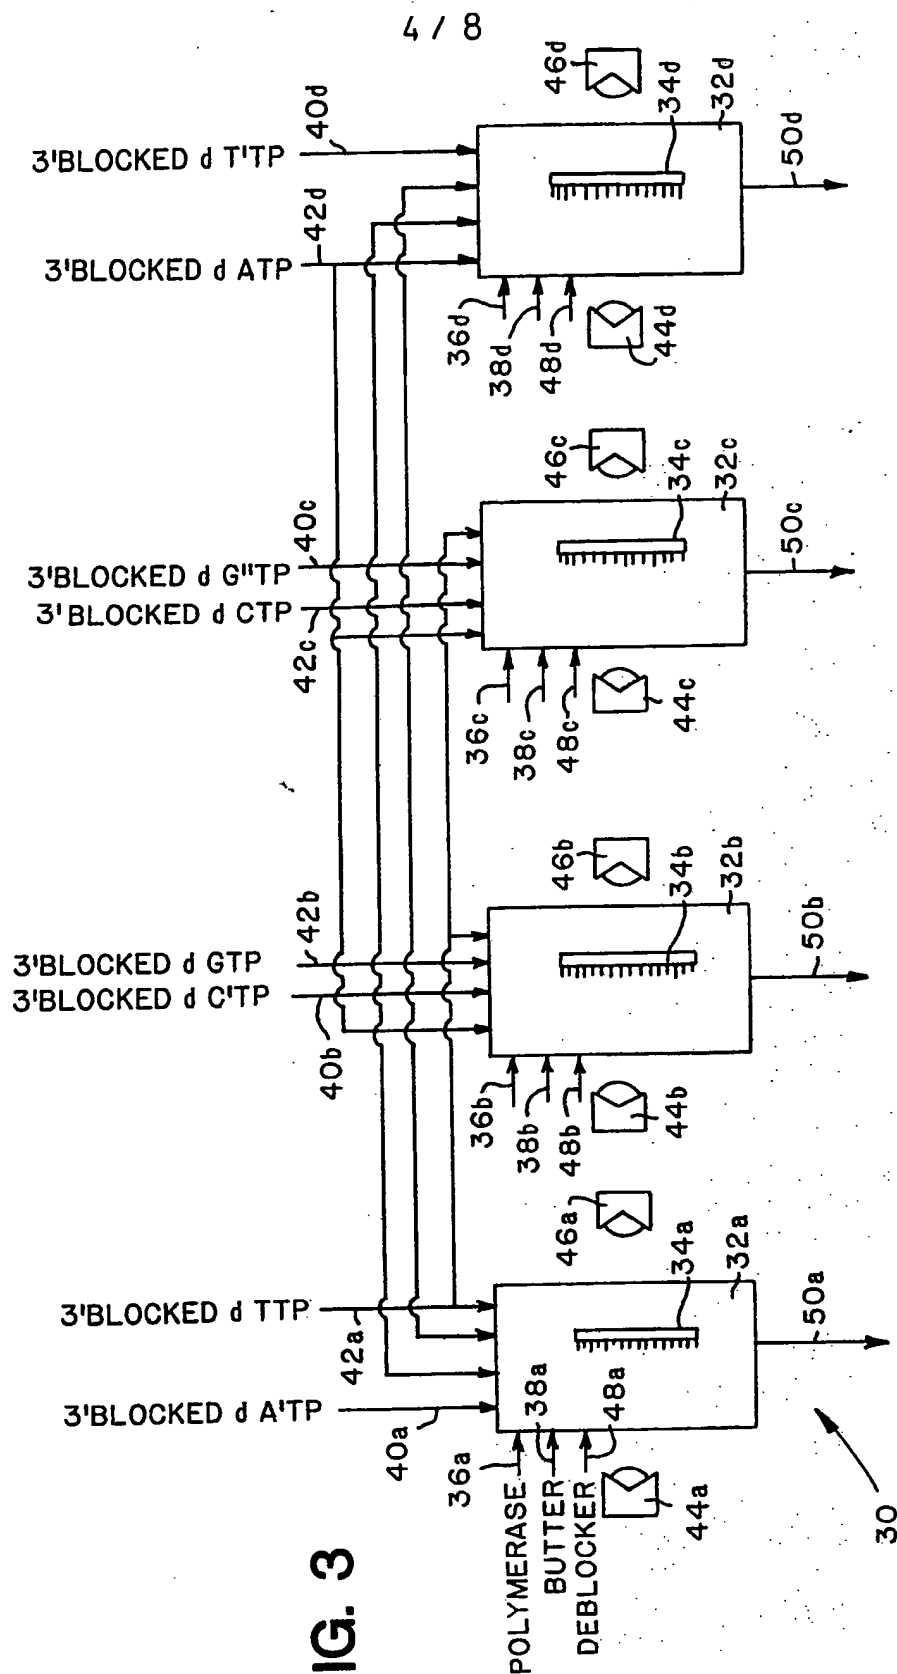 4 / 8
IG. 3
30
3'BLOCKED d A'TP
40a
3'BLOCKED d TTP
42a
POLYMERASE
36a
BUTTER
38a
DEBLOCKER
48a
44a
46a
34a
32a
50a
3'BLOCKED d C'TP
40b
3'BLOCKED d GTP
42b
36b
38b
48b
44b
46b
34b
32b
50b
3'BLOCKED d CTP
42c
3'BLOCKED d G"TP
40c
36c
38c
48c
44c
46c
34c
32c
50c
3'BLOCKED d ATP
42d
3'BLOCKED d T'TP
40d
36d
38d
48d
44d
46d
34d
32d
50d